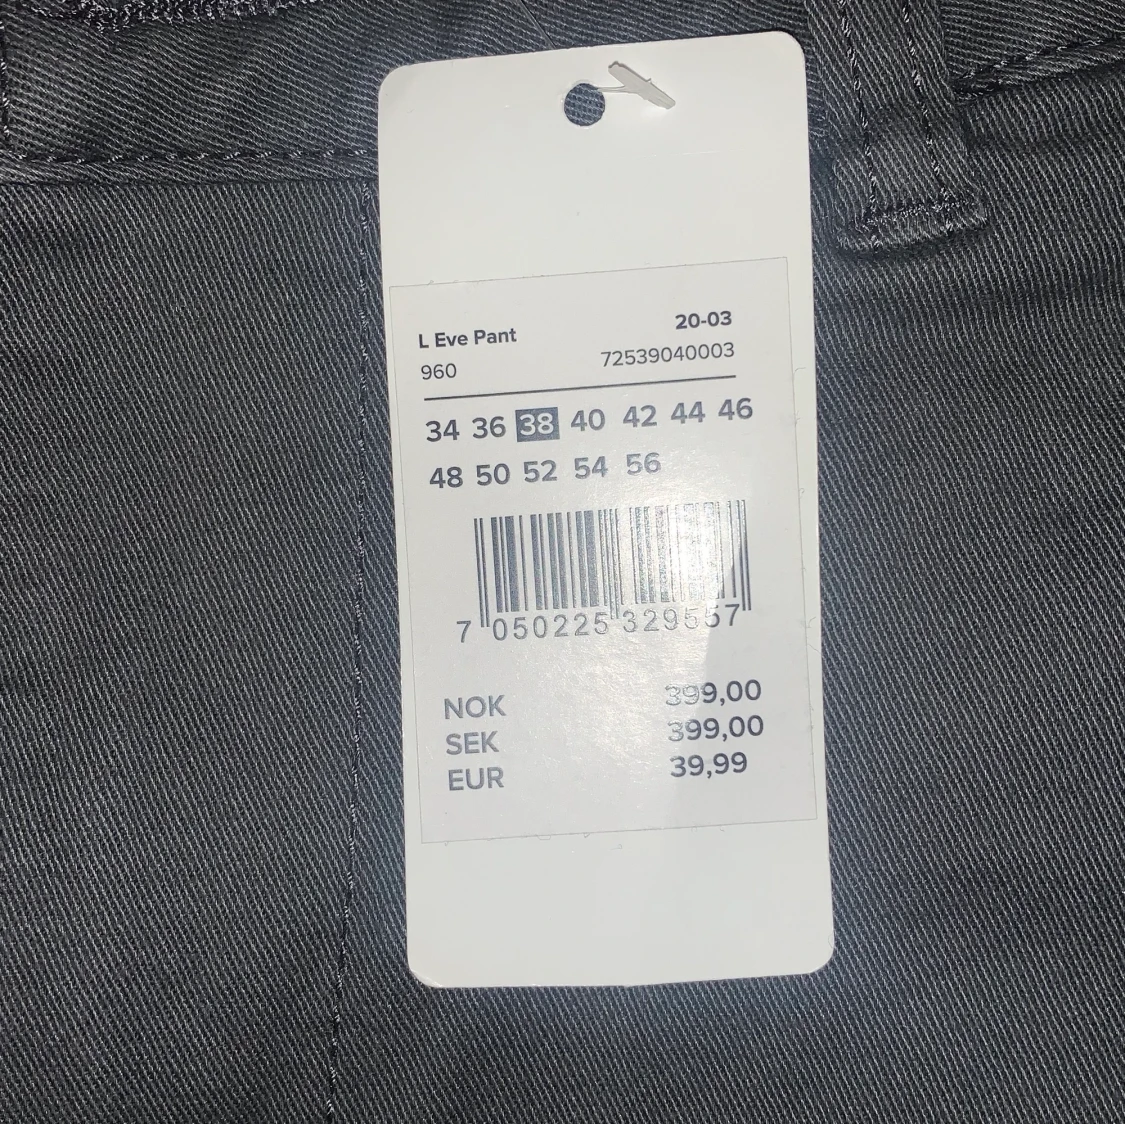 L Eve Pant 20-03
960 72539040003
34 36 38 40 42 44 46
48 50 52 54 56
7 050225 329557
NOK 399,00
SEK 399,00
EUR 39,99